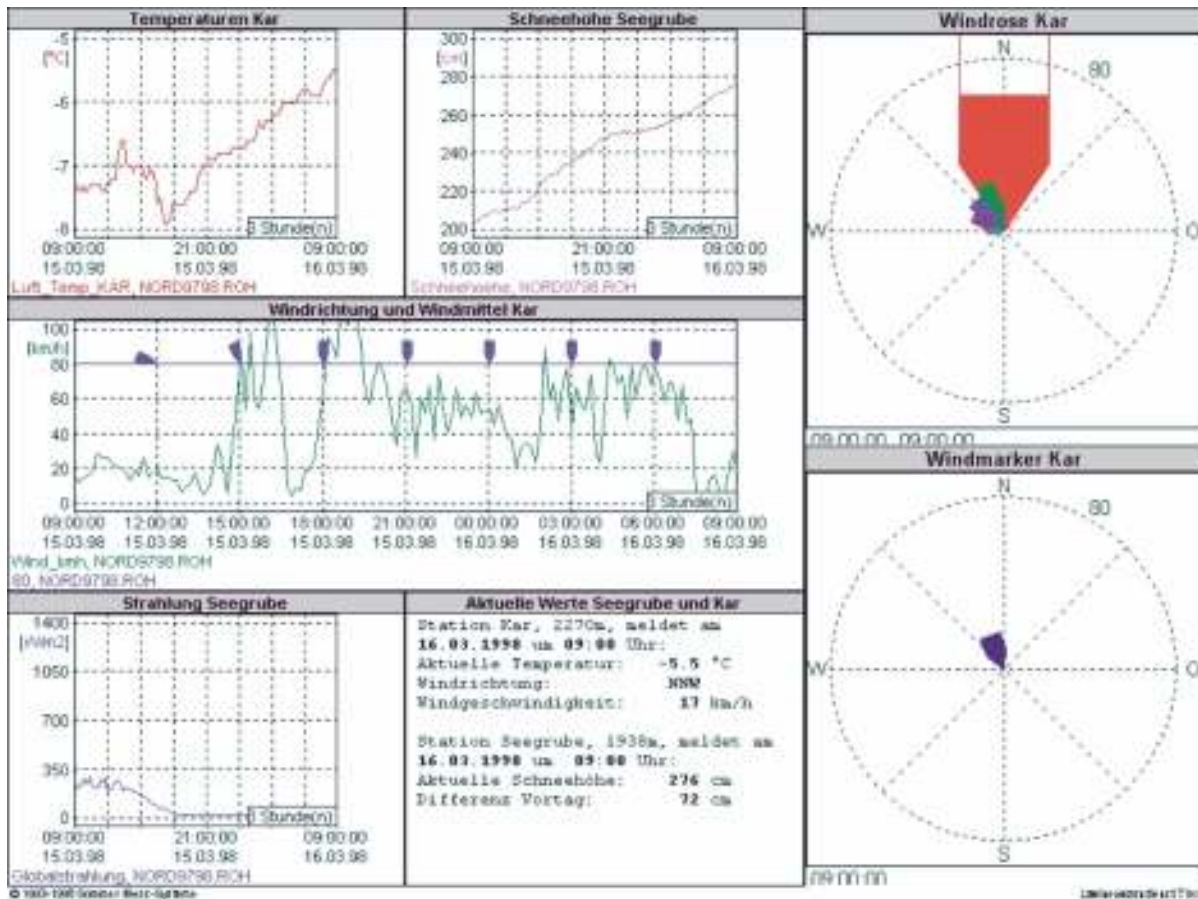 Temperaturen Kar
-5
[°C]
-6
-7
-8
3 Stunde(n)
09:00:00 21:00:00 09:00:00
15.03.98 15.03.98 16.03.98
Luft_Temp_KAR, NORD9798.ROH
Schneehöhe Seegrube
300
[cm]
280
260
240
220
200
3 Stunde(n)
09:00:00 21:00:00 09:00:00
15.03.98 15.03.98 16.03.98
Schneehoehe, NORD9798.ROH
Windrose Kar
N
80
W
O
S
09:00:00 09:00:00
Windrichtung und Windmittel Kar
100
[km/h]
80
60
40
20
0
3 Stunde(n)
09:00:00 12:00:00 15:00:00 18:00:00 21:00:00 00:00:00 03:00:00 06:00:00 09:00:00
15.03.98 15.03.98 15.03.98 15.03.98 15.03.98 16.03.98 16.03.98 16.03.98 16.03.98
Wind_kmh, NORD9798.ROH
80, NORD9798.ROH
Windmarker Kar
N
80
W
O
S
09:00:00
Strahlung Seegrube
1400
[W/m2]
1050
700
350
0
3 Stunde(n)
09:00:00 21:00:00 09:00:00
15.03.98 15.03.98 16.03.98
Globalstrahlung, NORD9798.ROH
Aktuelle Werte Seegrube und Kar
Station Kar, 2270m, meldet am
16.03.1998 um 09:00 Uhr:
Aktuelle Temperatur: -5.5 °C
Windrichtung: NNW
Windgeschwindigkeit: 17 km/h
Station Seegrube, 1938m, meldet am
16.03.1998 um 09:00 Uhr:
Aktuelle Schneehöhe: 276 cm
Differenz Vortag: 72 cm